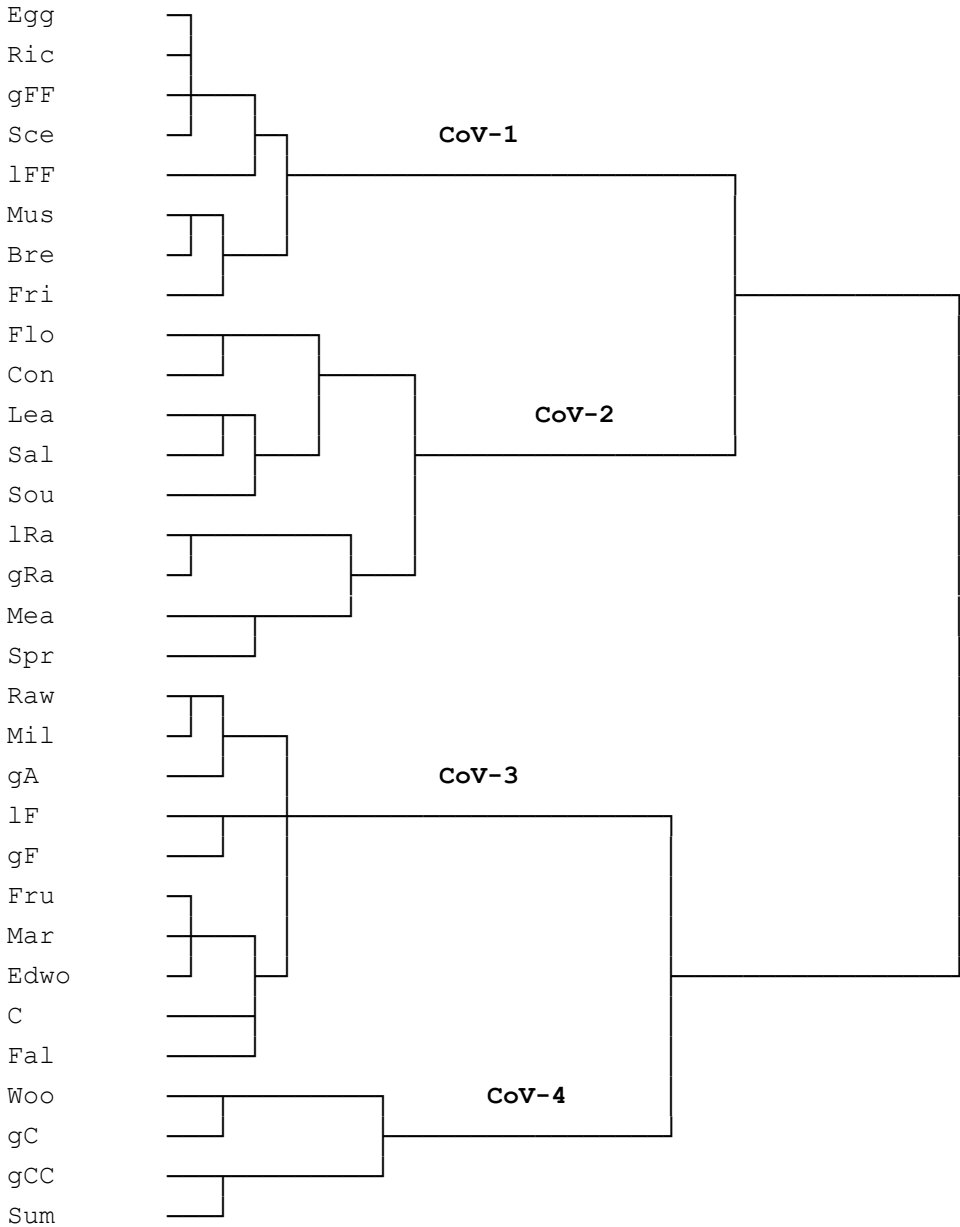 Egg
Ric
gFF
Sce CoV-1
lFF
Mus
Bre
Fri
Flo
Con
Lea CoV-2
Sal
Sou
lRa
gRa
Mea
Spr
Raw
Mil
gA CoV-3
lF
gF
Fru
Mar
Edwo
C
Fal
Woo CoV-4
gC
gCC
Sum